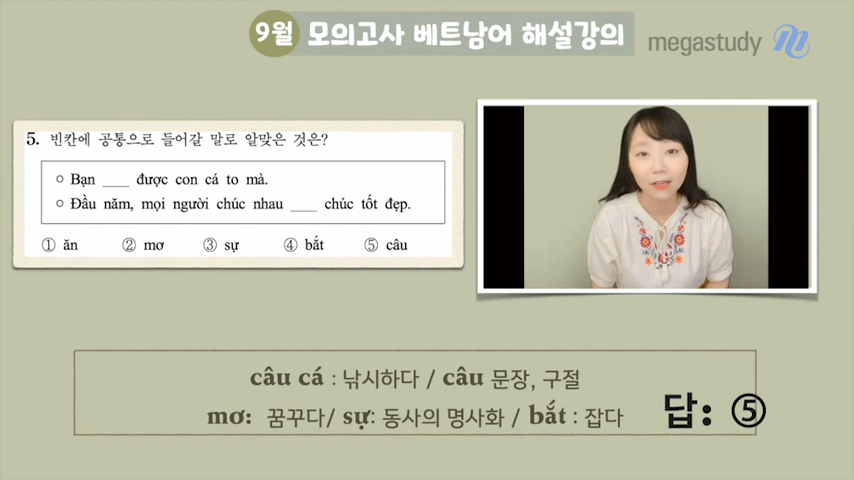 9월 모의고사 베트남어 해설강의
megastudy
5. 빈칸에 공통으로 들어갈 말로 알맞은 것은?
○ Bạn ___ được con cá to mà.
○ Đầu năm, mọi người chúc nhau ___ chúc tốt đẹp.
① ăn ② mơ ③ sự ④ bắt ⑤ câu
câu cá : 낚시하다 / câu 문장, 구절
mơ: 꿈꾸다/ sự: 동사의 명사화 / bắt : 잡다
답: ⑤